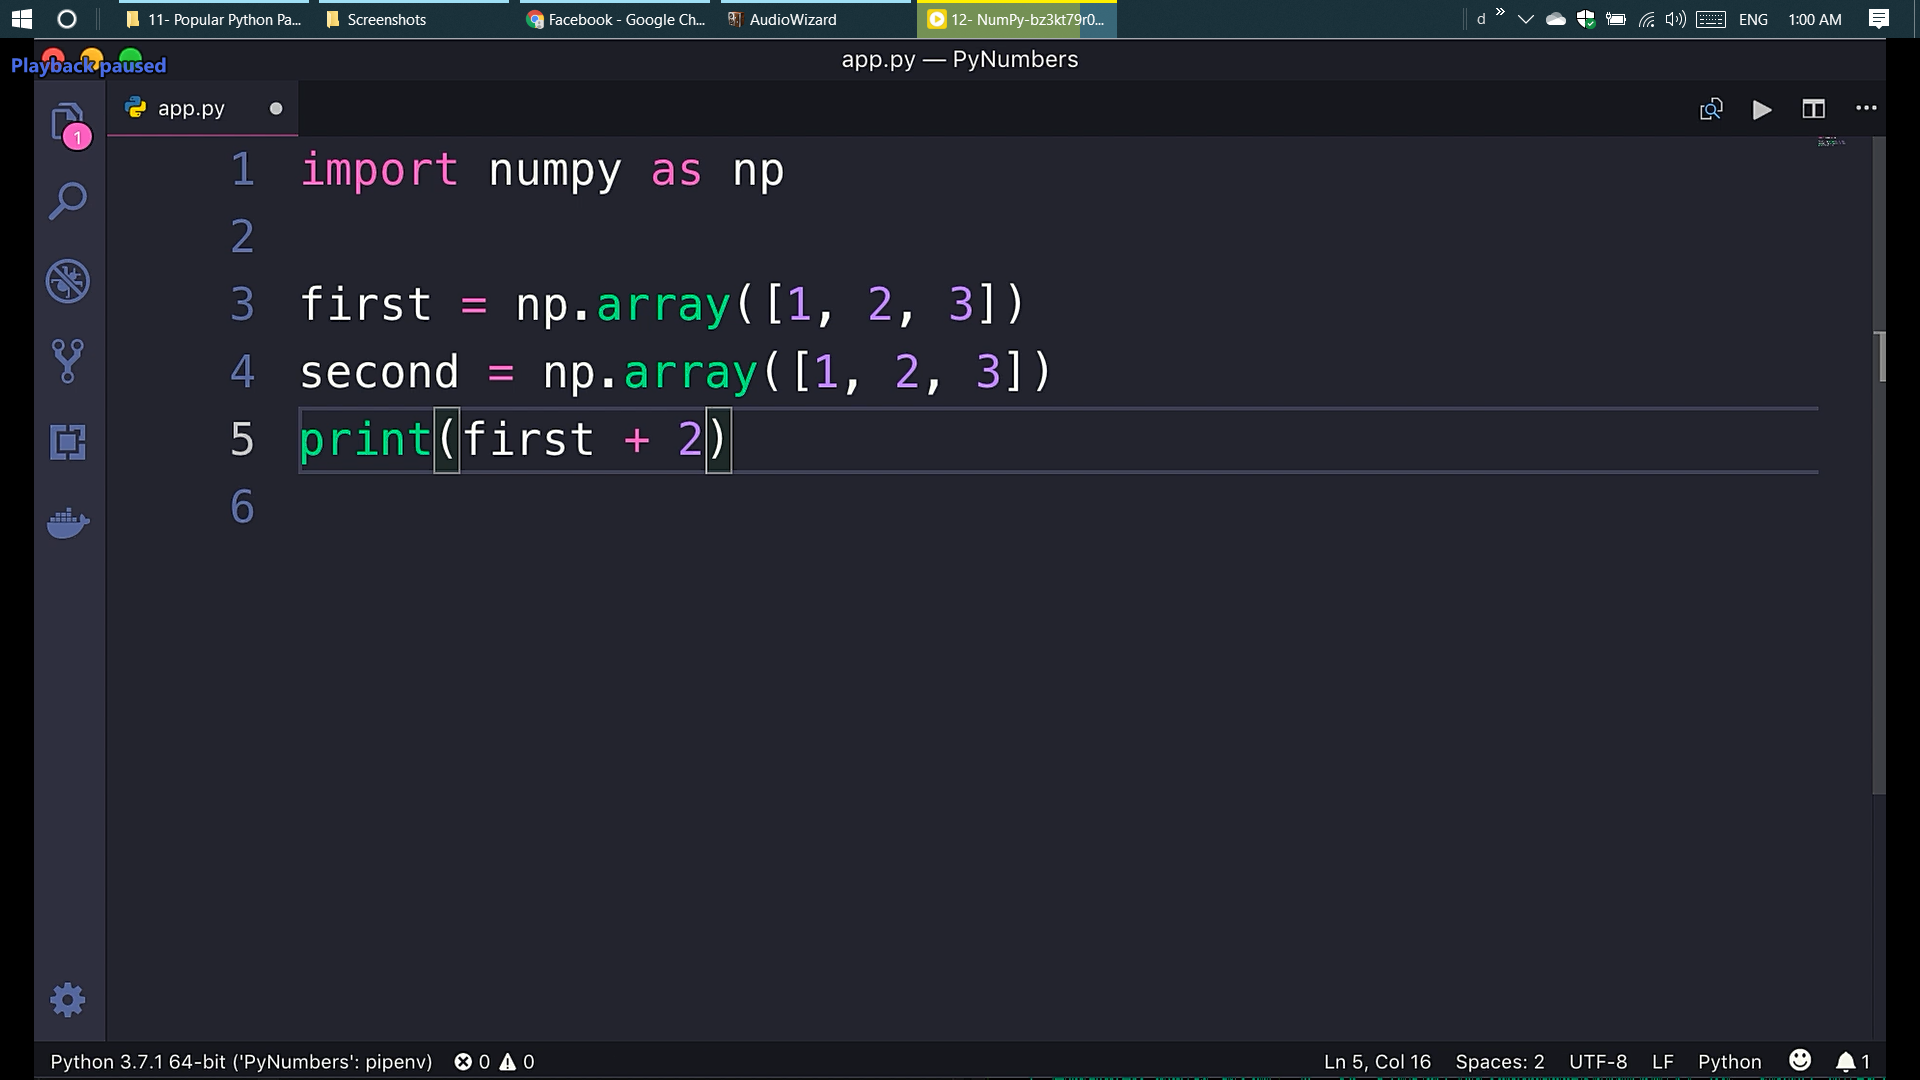 11- Popular Python Pa...
Screenshots
Facebook - Google Ch...
AudioWizard
12- NumPy-bz3kt79r0...
d
ENG
1:00 AM
Playback paused
app.py — PyNumbers
app.py
1
1 import numpy as np
2
3 first = np.array([1, 2, 3])
4 second = np.array([1, 2, 3])
5 print(first + 2)
6
Python 3.7.1 64-bit ('PyNumbers': pipenv) 0 0 Ln 5, Col 16 Spaces: 2 UTF-8 LF Python 1